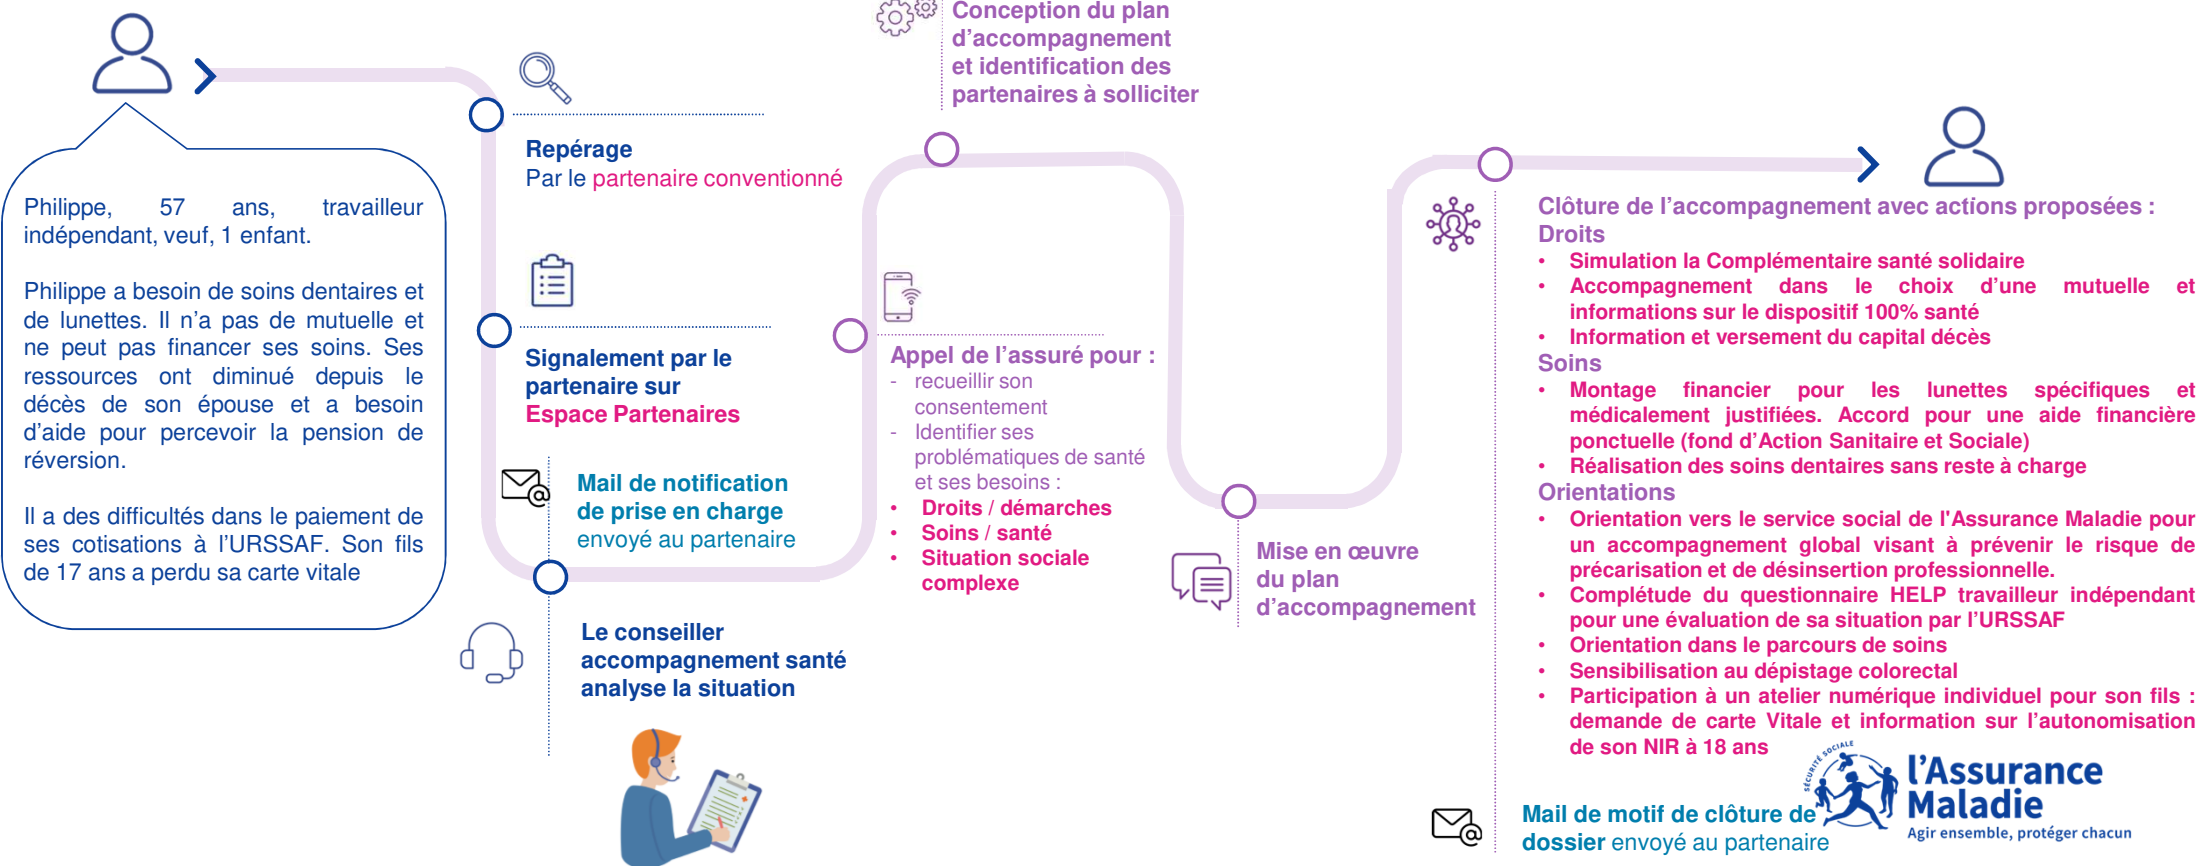 Philippe, 57 ans, travailleur
indépendant, veuf, 1 enfant.
Philippe a besoin de soins dentaires et
de lunettes. Il n’a pas de mutuelle et
ne peut pas financer ses soins. Ses
ressources ont diminué depuis le
décès de son épouse et a besoin
d’aide pour percevoir la pension de
réversion.
Il a des difficultés dans le paiement de
ses cotisations à l’URSSAF. Son fils
de 17 ans a perdu sa carte vitale
Repérage
Par le partenaire conventionné
Signalement par le
partenaire sur
Espace Partenaires
Mail de notification
de prise en charge
envoyé au partenaire
Le conseiller
accompagnement santé
analyse la situation
Appel de l’assuré pour :
- recueillir son
consentement
- Identifier ses
problématiques de santé
et ses besoins :
• Droits / démarches
• Soins / santé
• Situation sociale
complexe
Conception du plan
d’accompagnement
et identification des
partenaires à solliciter
Mise en œuvre
du plan
d’accompagnement
Clôture de l’accompagnement avec actions proposées :
Droits
• Simulation la Complémentaire santé solidaire
• Accompagnement dans le choix d’une mutuelle et
informations sur le dispositif 100% santé
• Information et versement du capital décès
Soins
• Montage financier pour les lunettes spécifiques et
médicalement justifiées. Accord pour une aide financière
ponctuelle (fond d’Action Sanitaire et Sociale)
• Réalisation des soins dentaires sans reste à charge
Orientations
• Orientation vers le service social de l'Assurance Maladie pour
un accompagnement global visant à prévenir le risque de
précarisation et de désinsertion professionnelle.
• Complétude du questionnaire HELP travailleur indépendant
pour une évaluation de sa situation par l’URSSAF
• Orientation dans le parcours de soins
• Sensibilisation au dépistage colorectal
• Participation à un atelier numérique individuel pour son fils :
demande de carte Vitale et information sur l’autonomisation
de son NIR à 18 ans
Mail de motif de clôture de
dossier envoyé au partenaire
SÉCURITÉ SOCIALE
l’Assurance
Maladie
Agir ensemble, protéger chacun